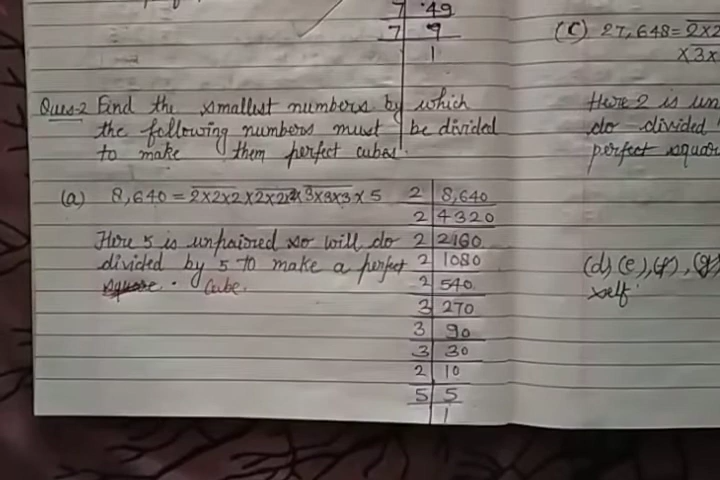 7 49
7 9
1
Ques-2 Find the smallest numbers by which
the following numbers must be divided
to make them perfect cubes.
(a) 8,640 = 2×2×2×2×2×2×3×3×3×5
Here 5 is unpaired so will do
divided by 5 to make a perfect
square. Cube.
2 8,640
2 4320
2 2160
2 1080
2 540
3 270
3 90
3 30
2 10
5 5
1
(C) 27,648 = 2×2
×3×
Here 2 is un
do divided
perfect squar
(d), (e), (f), (g)
self.